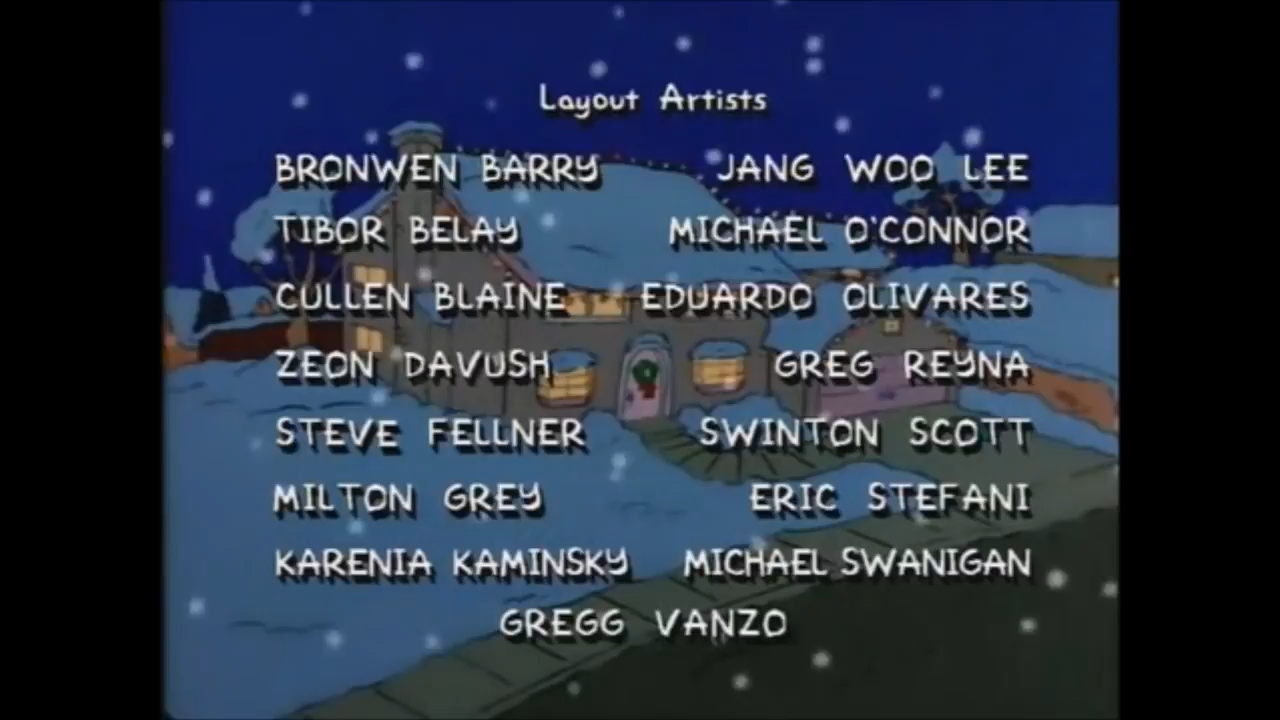 Layout Artists
BRONWEN BARRY JANG WOO LEE
TIBOR BELAY MICHAEL O'CONNOR
CULLEN BLAINE EDUARDO OLIVARES
ZEON DAVUSH GREG REYNA
STEVE FELLNER SWINTON SCOTT
MILTON GREY ERIC STEFANI
KARENIA KAMINSKY MICHAEL SWANIGAN
GREGG VANZO